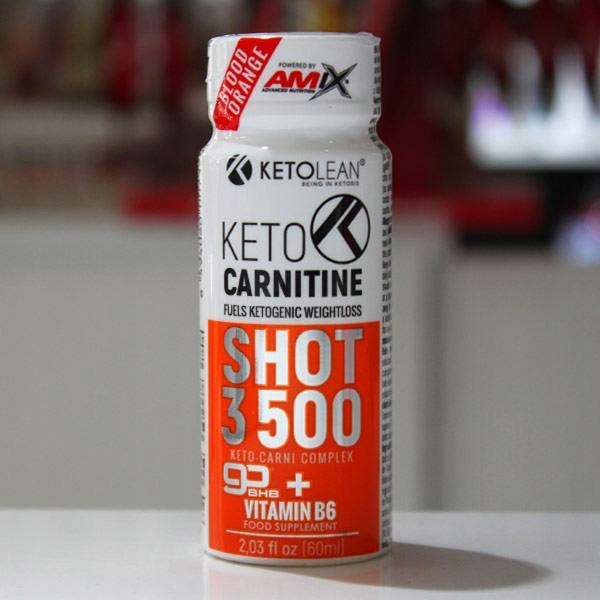 BLOOD
ORANGE
POWERED BY
AMIX
ADVANCED NUTRITION
KETOLEAN®
BEING IN KETOSIS
KETO K
CARNITINE
FUELS KETOGENIC WEIGHTLOSS
SHOT
3500
KETO-CARNI COMPLEX
go BHB® +
VITAMIN B6
FOOD SUPPLEMENT
2,03 fl oz (60ml)